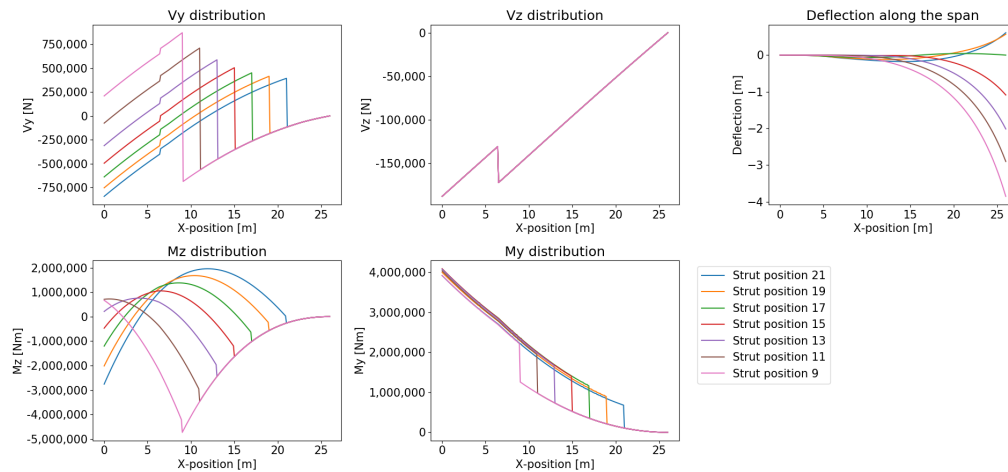 Vy distribution
750,000
500,000
250,000
0
-250,000
-500,000
-750,000
Vy [N]
0 5 10 15 20 25
X-position [m]
Vz distribution
0
-50,000
-100,000
-150,000
Vz [N]
0 5 10 15 20 25
X-position [m]
Deflection along the span
0
-1
-2
-3
-4
Deflection [m]
0 5 10 15 20 25
X-position [m]
Mz distribution
2,000,000
1,000,000
0
-1,000,000
-2,000,000
-3,000,000
-4,000,000
-5,000,000
Mz [Nm]
0 5 10 15 20 25
X-position [m]
My distribution
4,000,000
3,000,000
2,000,000
1,000,000
0
My [Nm]
0 5 10 15 20 25
X-position [m]
Strut position 21
Strut position 19
Strut position 17
Strut position 15
Strut position 13
Strut position 11
Strut position 9